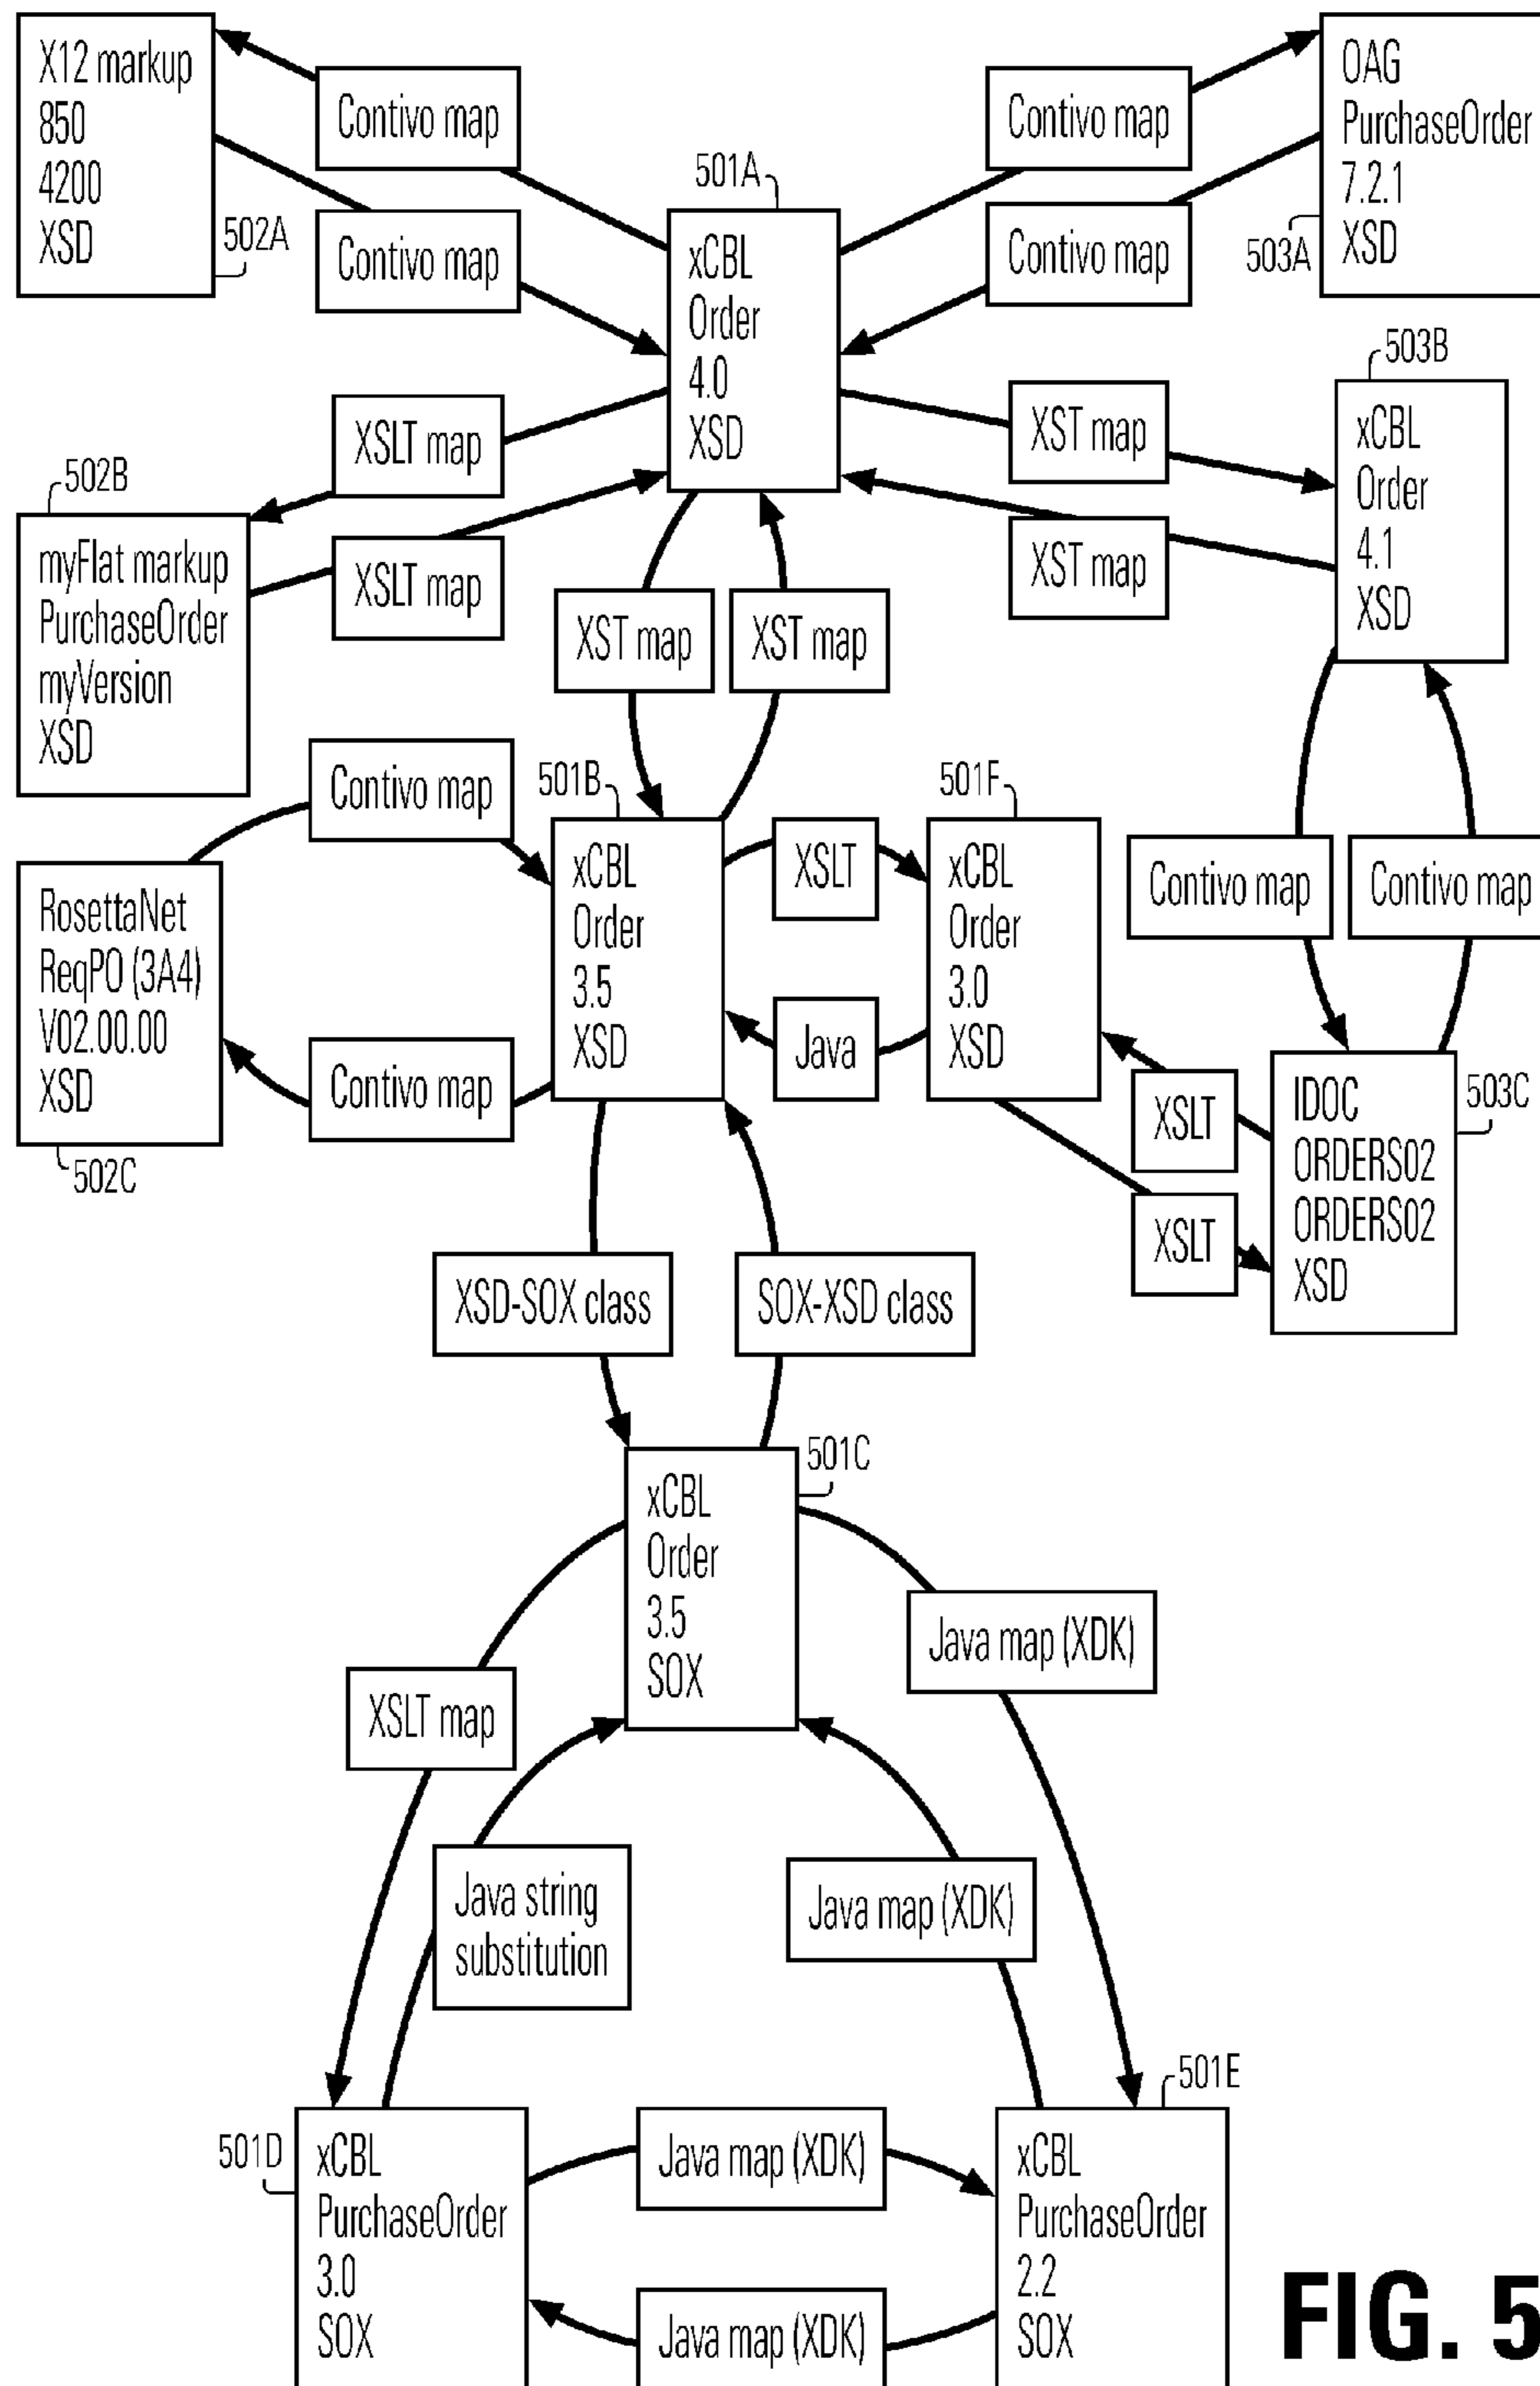 X12 markup
850
4200
XSD
502A
Contivo map
Contivo map
501A
xCBL
Order
4.0
XSD
Contivo map
Contivo map
OAG
PurchaseOrder
7.2.1
XSD
503A
XSLT map
XSLT map
502B
myFlat markup
PurchaseOrder
myVersion
XSD
XST map
XST map
503B
xCBL
Order
4.1
XSD
XST map
XST map
Contivo map
Contivo map
RosettaNet
ReqPO (3A4)
V02.00.00
XSD
502C
501B
xCBL
Order
3.5
XSD
XSLT
Java
501F
xCBL
Order
3.0
XSD
Contivo map
Contivo map
XSLT
XSLT
IDOC
ORDERS02
ORDERS02
XSD
503C
XSD-SOX class
SOX-XSD class
501C
xCBL
Order
3.5
SOX
XSLT map
Java map (XDK)
Java string
substitution
Java map (XDK)
501D
xCBL
PurchaseOrder
3.0
SOX
Java map (XDK)
Java map (XDK)
501E
xCBL
PurchaseOrder
2.2
SOX
FIG. 5